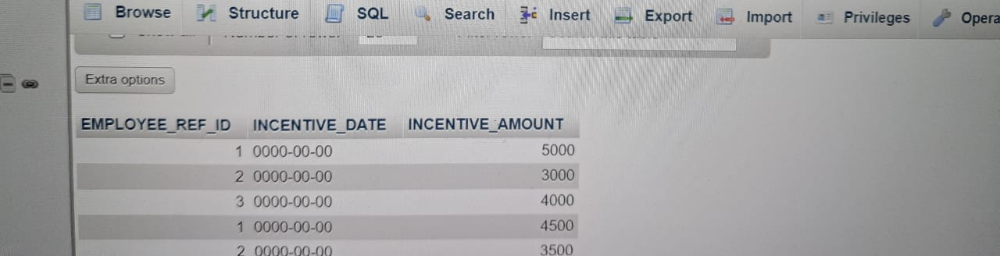 Browse Structure SQL Search Insert Export Import Privileges Opera
Extra options
EMPLOYEE_REF_ID INCENTIVE_DATE INCENTIVE_AMOUNT
1 0000-00-00 5000
2 0000-00-00 3000
3 0000-00-00 4000
1 0000-00-00 4500
2 0000-00-00 3500